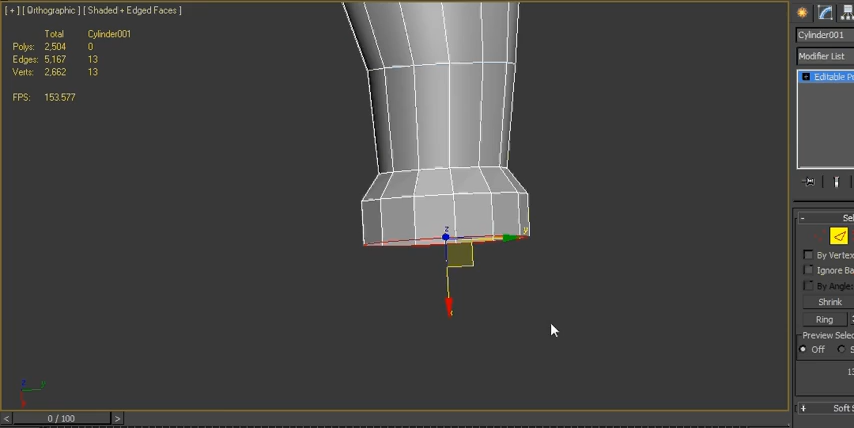 [ + ] [ Orthographic ] [ Shaded + Edged Faces ]
Total Cylinder001
Polys: 2,504 0
Edges: 5,167 13
Verts: 2,662 13
FPS: 153.577
Cylinder001
Modifier List
Editable Po
- Sel
By Vertex
Ignore Ba
By Angle:
Shrink
Ring
Preview Selec
Off S
13
+ Soft S
z
y
z y
< 0 / 100 >